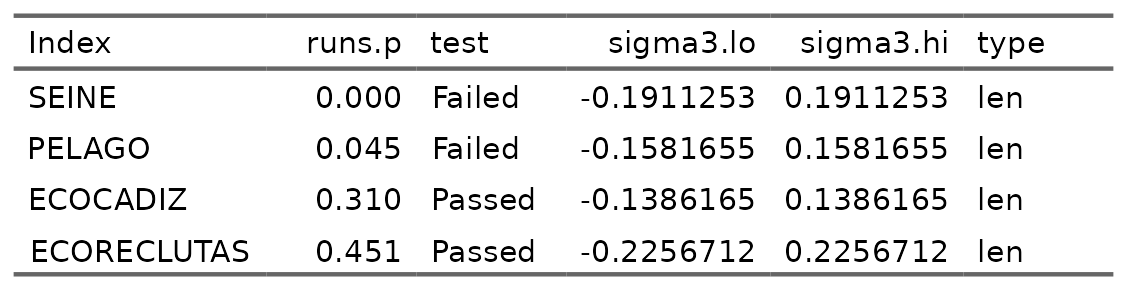 Index runs.p test sigma3.lo sigma3.hi type
SEINE 0.000 Failed -0.1911253 0.1911253 len
PELAGO 0.045 Failed -0.1581655 0.1581655 len
ECOCADIZ 0.310 Passed -0.1386165 0.1386165 len
ECORECLUTAS 0.451 Passed -0.2256712 0.2256712 len